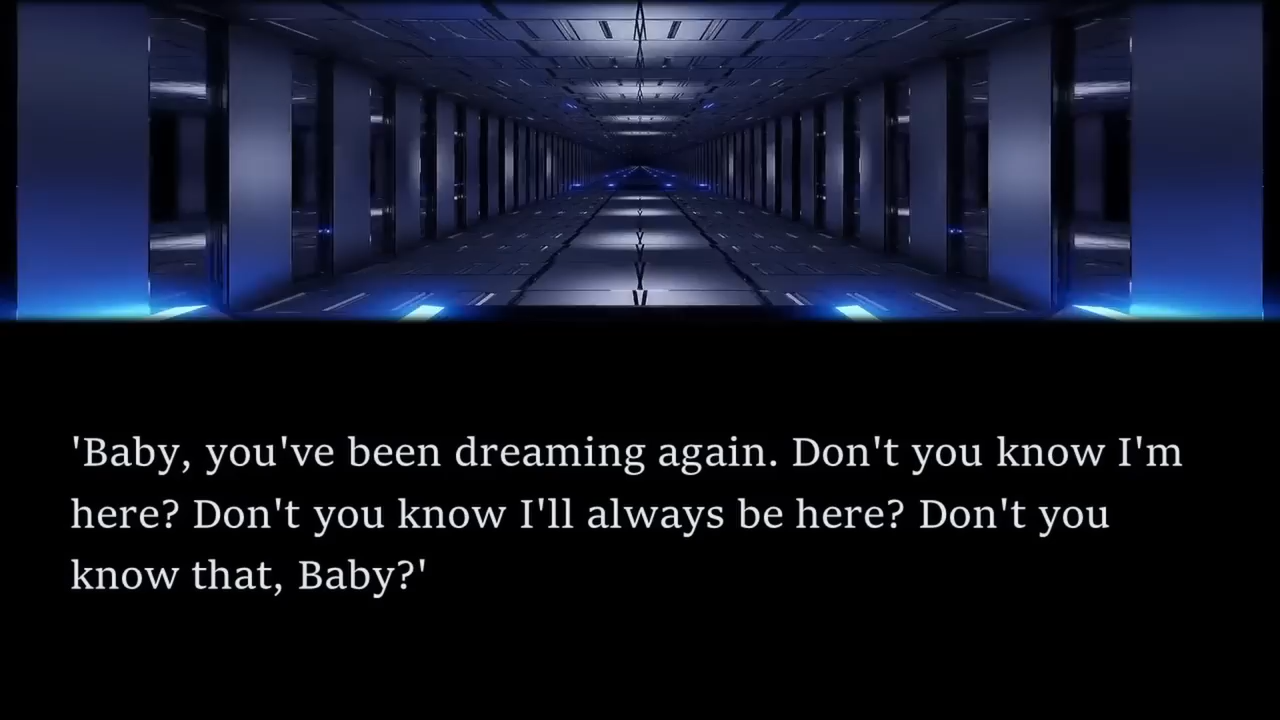 'Baby, you've been dreaming again. Don't you know I'm
here? Don't you know I'll always be here? Don't you
know that, Baby?'